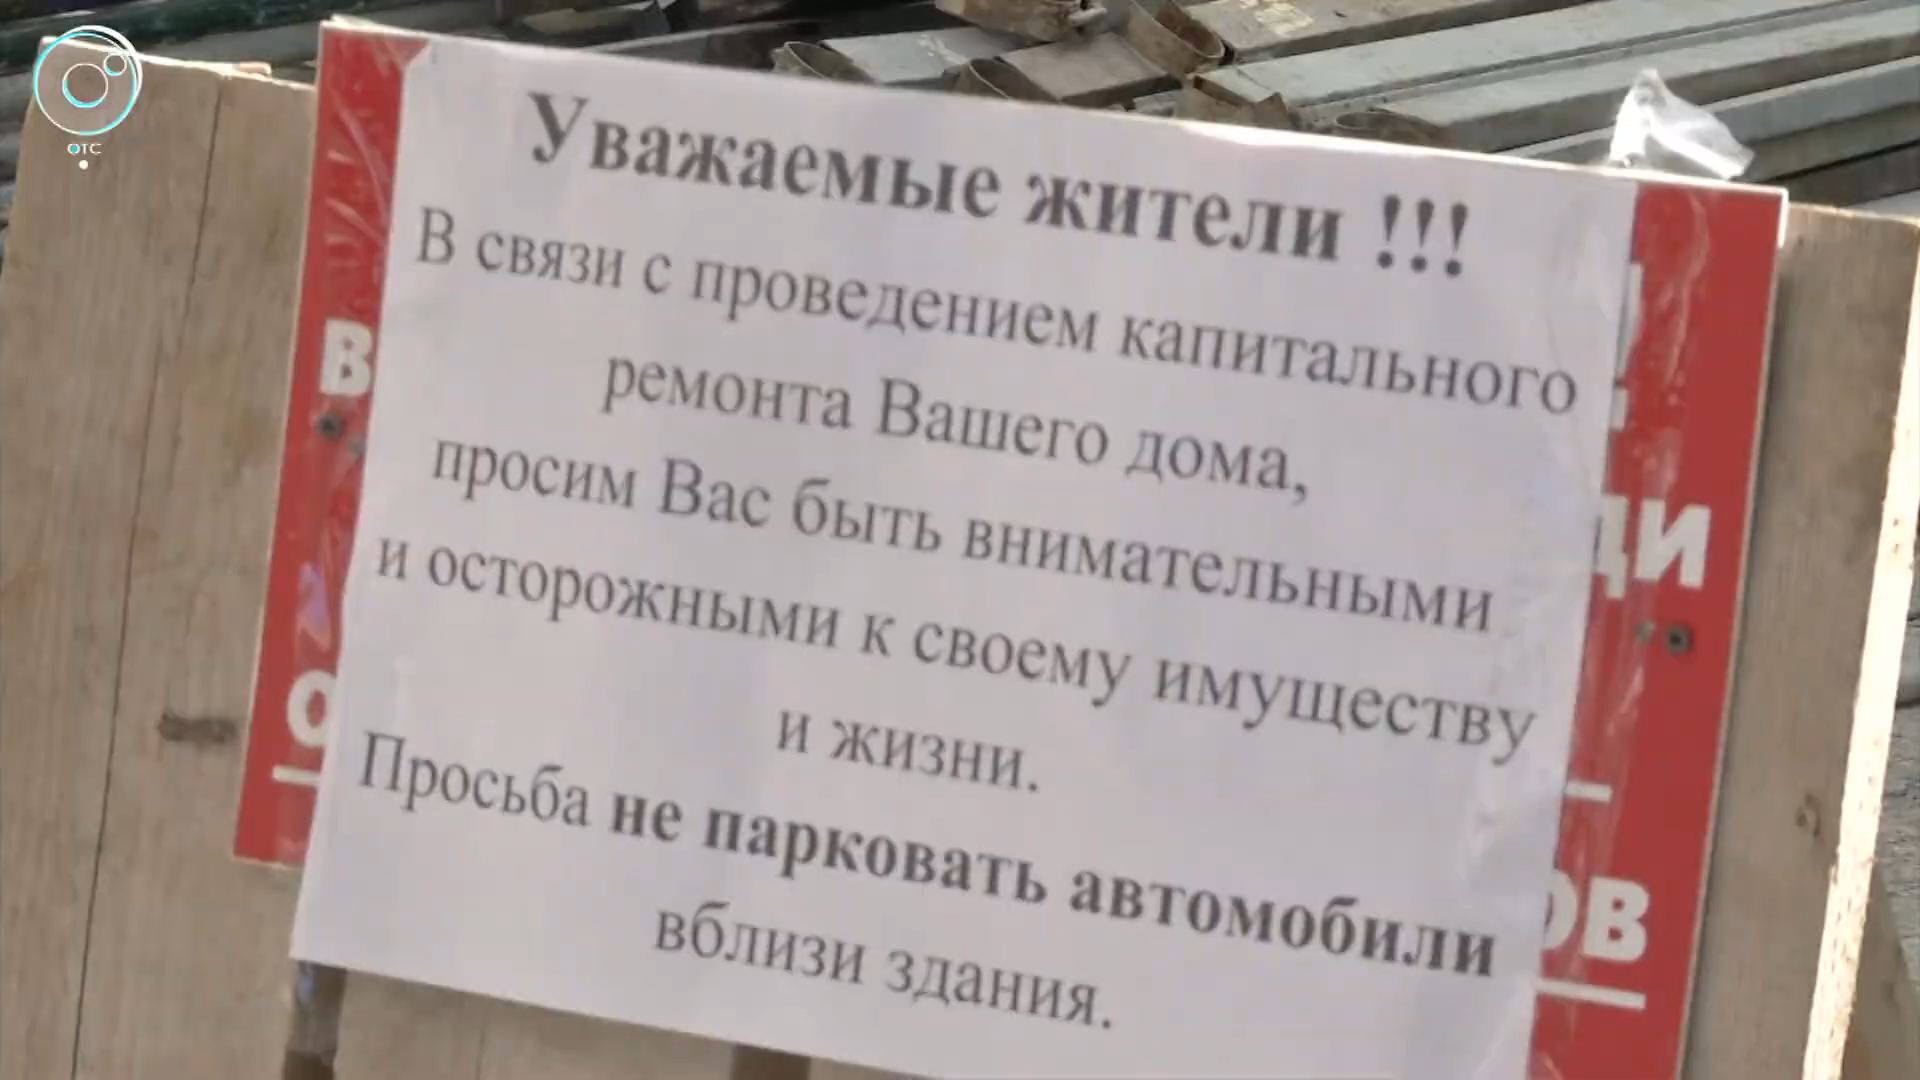 ОТС
Уважаемые жители !!!
В связи с проведением капитального
ремонта Вашего дома,
просим Вас быть внимательными
и осторожными к своему имуществу
и жизни.
Просьба не парковать автомобили
вблизи здания.